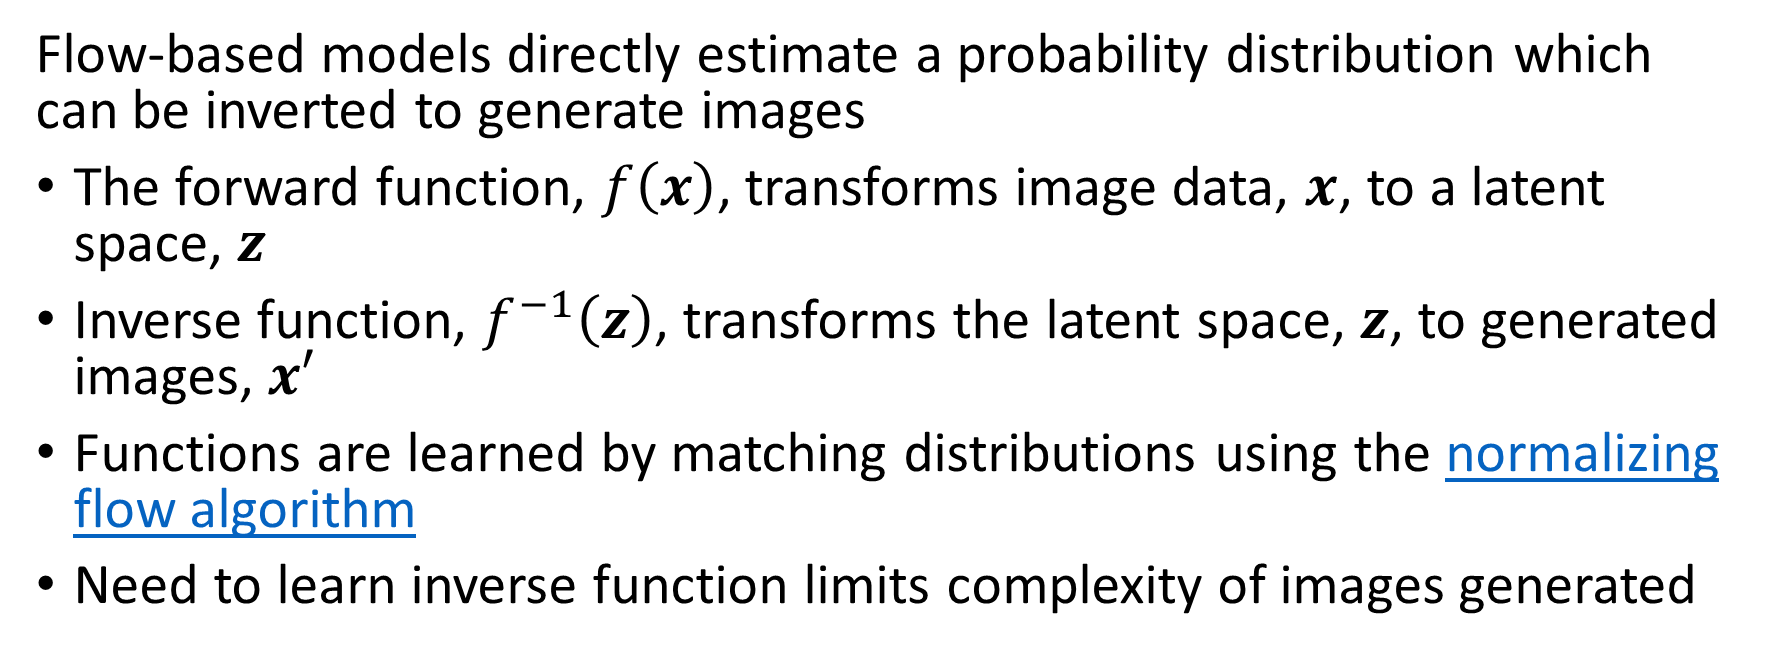 Flow-based models directly estimate a probability distribution which
can be inverted to generate images
• The forward function, f(x), transforms image data, x, to a latent
space, z
• Inverse function, f⁻¹(z), transforms the latent space, z, to generated
images, x′
• Functions are learned by matching distributions using the normalizing
flow algorithm
• Need to learn inverse function limits complexity of images generated